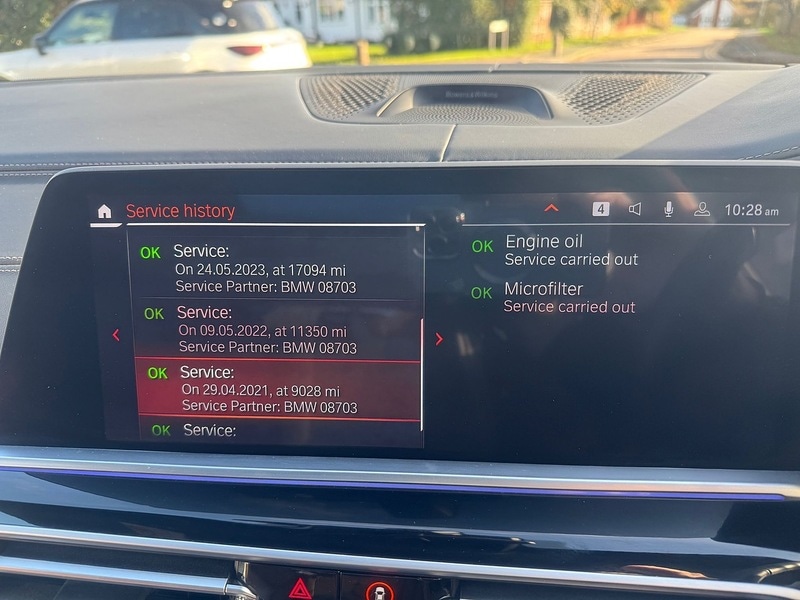 Bowers & Wilkins
Service history
4
10:28 am
OK Service:
On 24.05.2023, at 17094 mi
Service Partner: BMW 08703
OK Service:
On 09.05.2022, at 11350 mi
Service Partner: BMW 08703
OK Service:
On 29.04.2021, at 9028 mi
Service Partner: BMW 08703
OK Service:
OK Engine oil
Service carried out
OK Microfilter
Service carried out